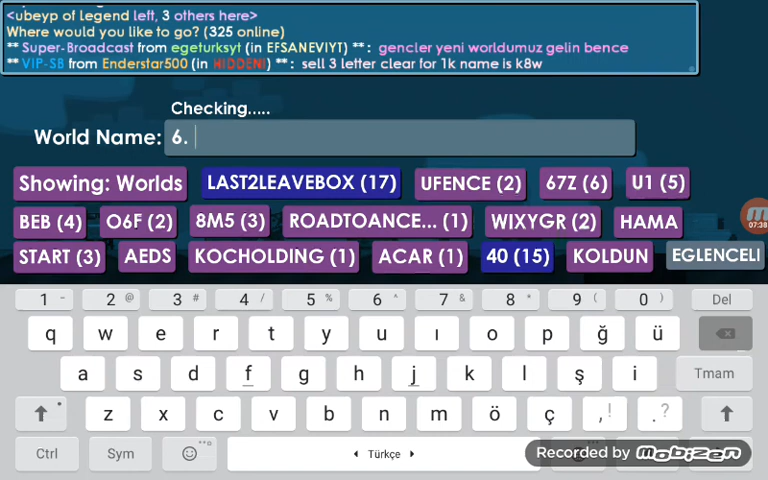 <ubeyp of legend left, 3 others here>
Where would you like to go? (325 online)
** Super-Broadcast from egeturksyt (in EFSANEVIYT) ** : gencler yeni worldumuz gelin bence
** VIP-SB from Enderstar500 (in HIDDEN!) ** : sell 3 letter clear for 1k name is k8w
Checking.....
World Name: 6.
Showing: Worlds LAST2LEAVEBOX (17) UFENCE (2) 67Z (6) U1 (5)
BEB (4) O6F (2) 8M5 (3) ROADTOANCE... (1) WIXYGR (2) HAMA
07:38
START (3) AEDS KOCHOLDING (1) ACAR (1) 40 (15) KOLDUN EGLENCELI
1 - 2 @ 3 # 4 / 5 % 6 ^ 7 & 8 * 9 ( 0 ) Del
q w e r t y u ı o p ğ ü
a s d f g h j k l ş i Tamam
z x c v b n m ö ç , ! . ?
Ctrl Sym Türkçe
Recorded by Mobizen